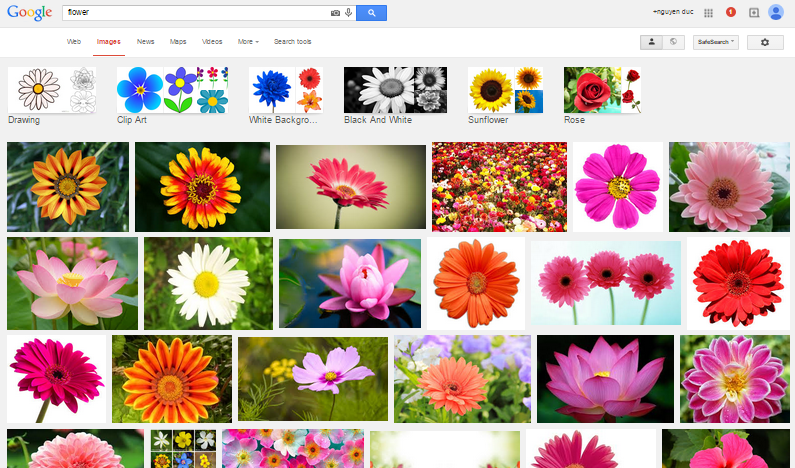 Google flower +nguyen duc 1
Web Images News Maps Videos More Search tools SafeSearch
Drawing Clip Art White Backgro... Black And White Sunflower Rose